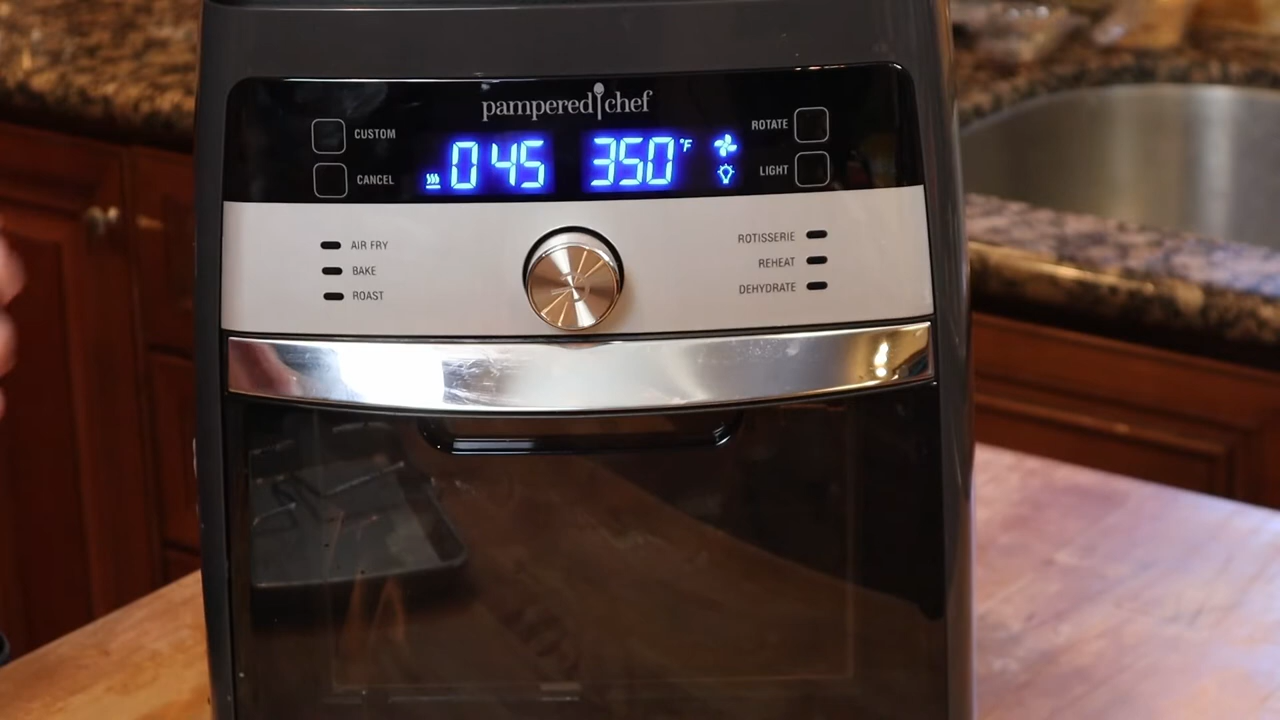 pampered chef
CUSTOM
ROTATE
CANCEL
045 350°F
LIGHT
AIR FRY
BAKE
ROAST
ROTISSERIE
REHEAT
DEHYDRATE